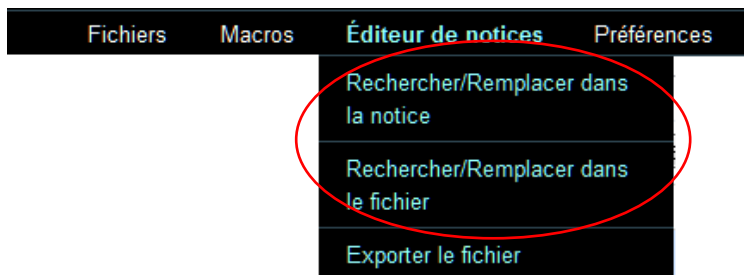 Fichiers Macros Éditeur de notices Préférences
Rechercher/Remplacer dans
la notice
Rechercher/Remplacer dans
le fichier
Exporter le fichier